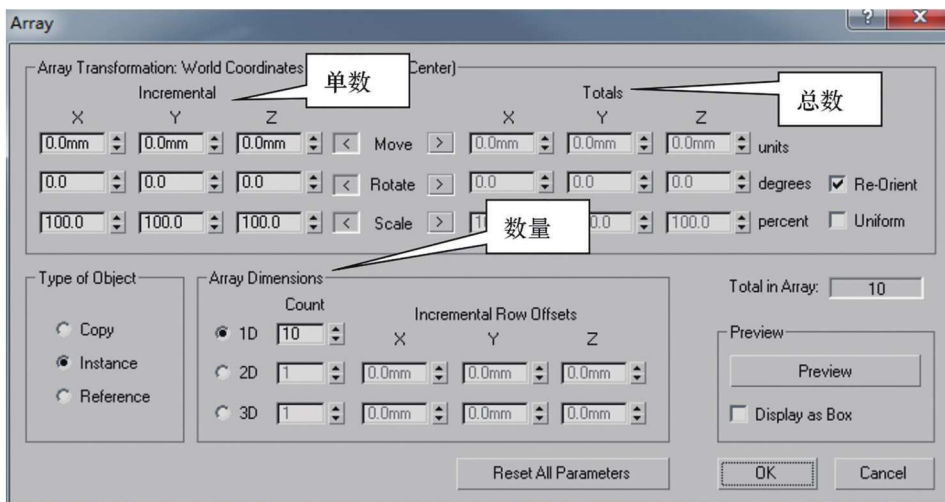 Array
Array Transformation: World Coordinates Center)
单数
总数
Incremental
Totals
X Y Z
X Y Z
0.0mm 0.0mm 0.0mm < Move > 0.0mm 0.0mm 0.0mm units
0.0 0.0 0.0 < Rotate > 0.0 0.0 0.0 degrees Re-Orient
100.0 100.0 100.0 < Scale > 100.0 percent Uniform
数量
Type of Object
Copy
Instance
Reference
Array Dimensions
Count
Incremental Row Offsets
1D 10 X Y Z
2D 1 0.0mm 0.0mm 0.0mm
3D 1 0.0mm 0.0mm 0.0mm
Total in Array: 10
Preview
Preview
Display as Box
Reset All Parameters
OK
Cancel